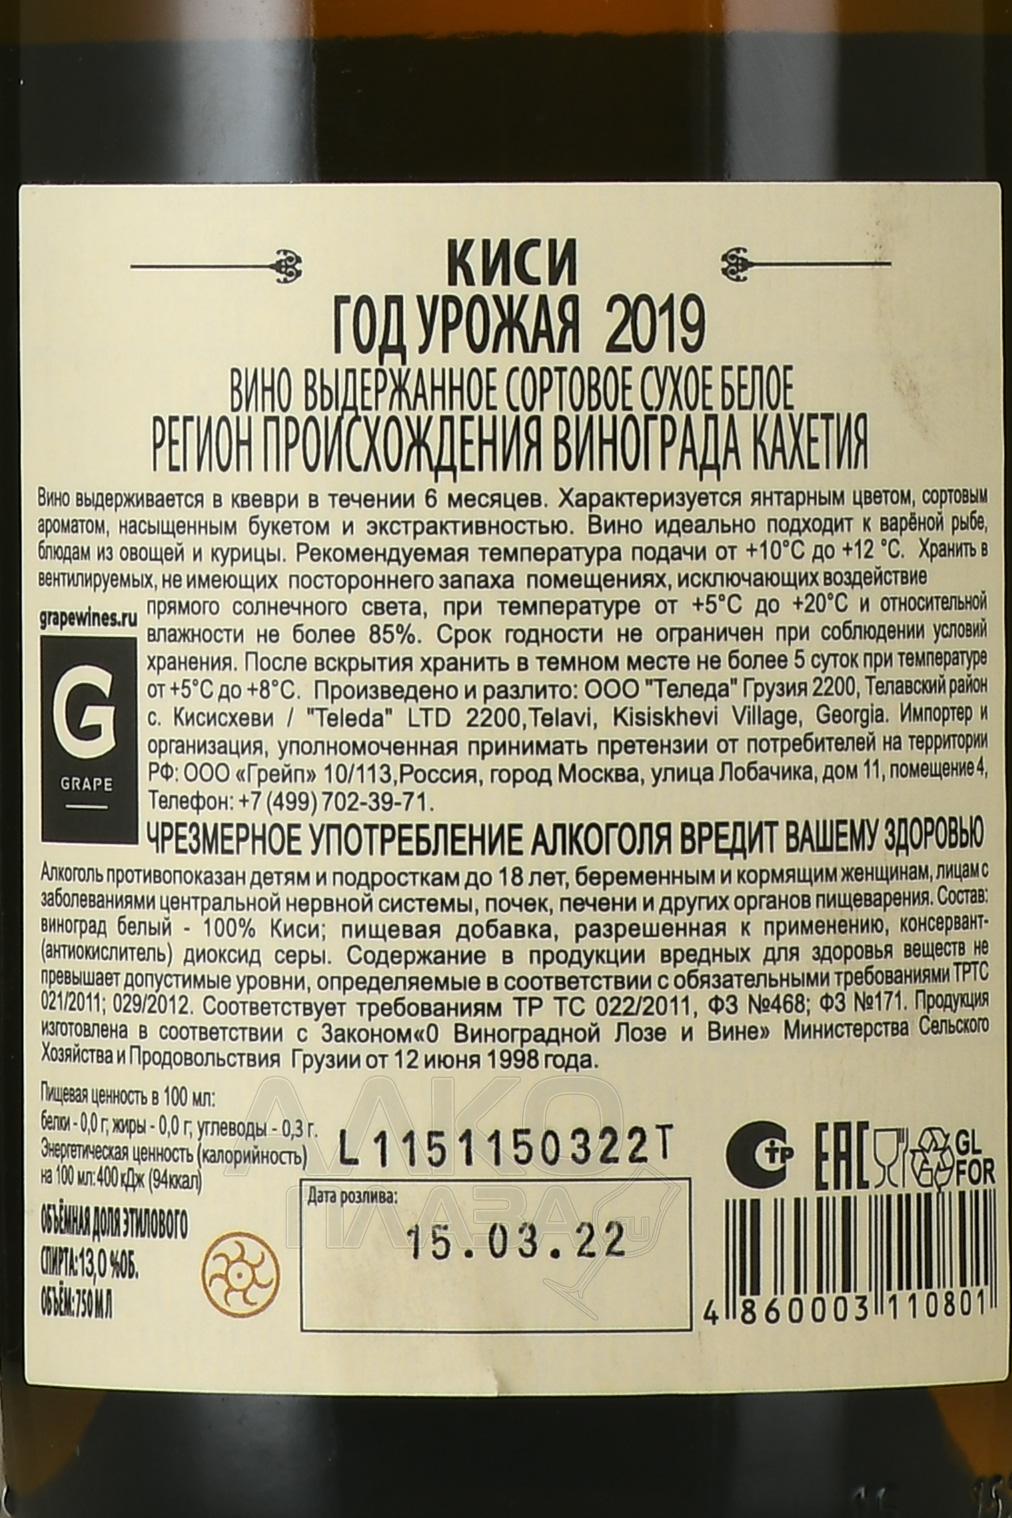 КИСИ
ГОД УРОЖАЯ 2019
ВИНО ВЫДЕРЖАННОЕ СОРТОВОЕ СУХОЕ БЕЛОЕ
РЕГИОН ПРОИСХОЖДЕНИЯ ВИНОГРАДА КАХЕТИЯ
Вино выдерживается в квеври в течении 6 месяцев. Характеризуется янтарным цветом, сортовым
ароматом, насыщенным букетом и экстрактивностью. Вино идеально подходит к варёной рыбе,
блюдам из овощей и курицы. Рекомендуемая температура подачи от +10°С до +12 °С. Хранить в
вентилируемых, не имеющих постороннего запаха помещениях, исключающих воздействие
прямого солнечного света, при температуре от +5°С до +20°С и относительной
влажности не более 85%. Срок годности не ограничен при соблюдении условий
хранения. После вскрытия хранить в темном месте не более 5 суток при температуре
от +5°С до +8°С. Произведено и разлито: ООО "Теледа" Грузия 2200, Телавский район
с. Кисисхеви / "Teleda" LTD 2200,Telavi, Kisiskhevi Village, Georgia. Импортер и
организация, уполномоченная принимать претензии от потребителей на территории
РФ: ООО «Грейп» 10/113,Россия, город Москва, улица Лобачика, дом 11, помещение 4,
Телефон: +7 (499) 702-39-71.
grapewines.ru
G
GRAPE
ЧРЕЗМЕРНОЕ УПОТРЕБЛЕНИЕ АЛКОГОЛЯ ВРЕДИТ ВАШЕМУ ЗДОРОВЬЮ
Алкоголь противопоказан детям и подросткам до 18 лет, беременным и кормящим женщинам, лицам с
заболеваниями центральной нервной системы, почек, печени и других органов пищеварения. Состав:
виноград белый - 100% Киси; пищевая добавка, разрешенная к применению, консервант-
(антиокислитель) диоксид серы. Содержание в продукции вредных для здоровья веществ не
превышает допустимые уровни, определяемые в соответствии с обязательными требованиями ТРТС
021/2011; 029/2012. Соответствует требованиям ТР ТС 022/2011, ФЗ №468; ФЗ №171. Продукция
изготовлена в соответствии с Законом«О Виноградной Лозе и Вине» Министерства Сельского
Хозяйства и Продовольствия Грузии от 12 июня 1998 года.
Пищевая ценность в 100 мл:
белки - 0,0 г; жиры - 0,0 г; углеводы - 0,3 г.
Энергетическая ценность (калорийность)
на 100 мл: 400 кДж (94ккал)
ОБЪЁМНАЯ ДОЛЯ ЭТИЛОВОГО
СПИРТА:13,0 %ОБ.
ОБЪЁМ:750 МЛ
L1151150322T
Дата розлива:
15.03.22
СТР EAC GL
FOR
4 860003 110801
АЛКО
ПЛАЗА.ru